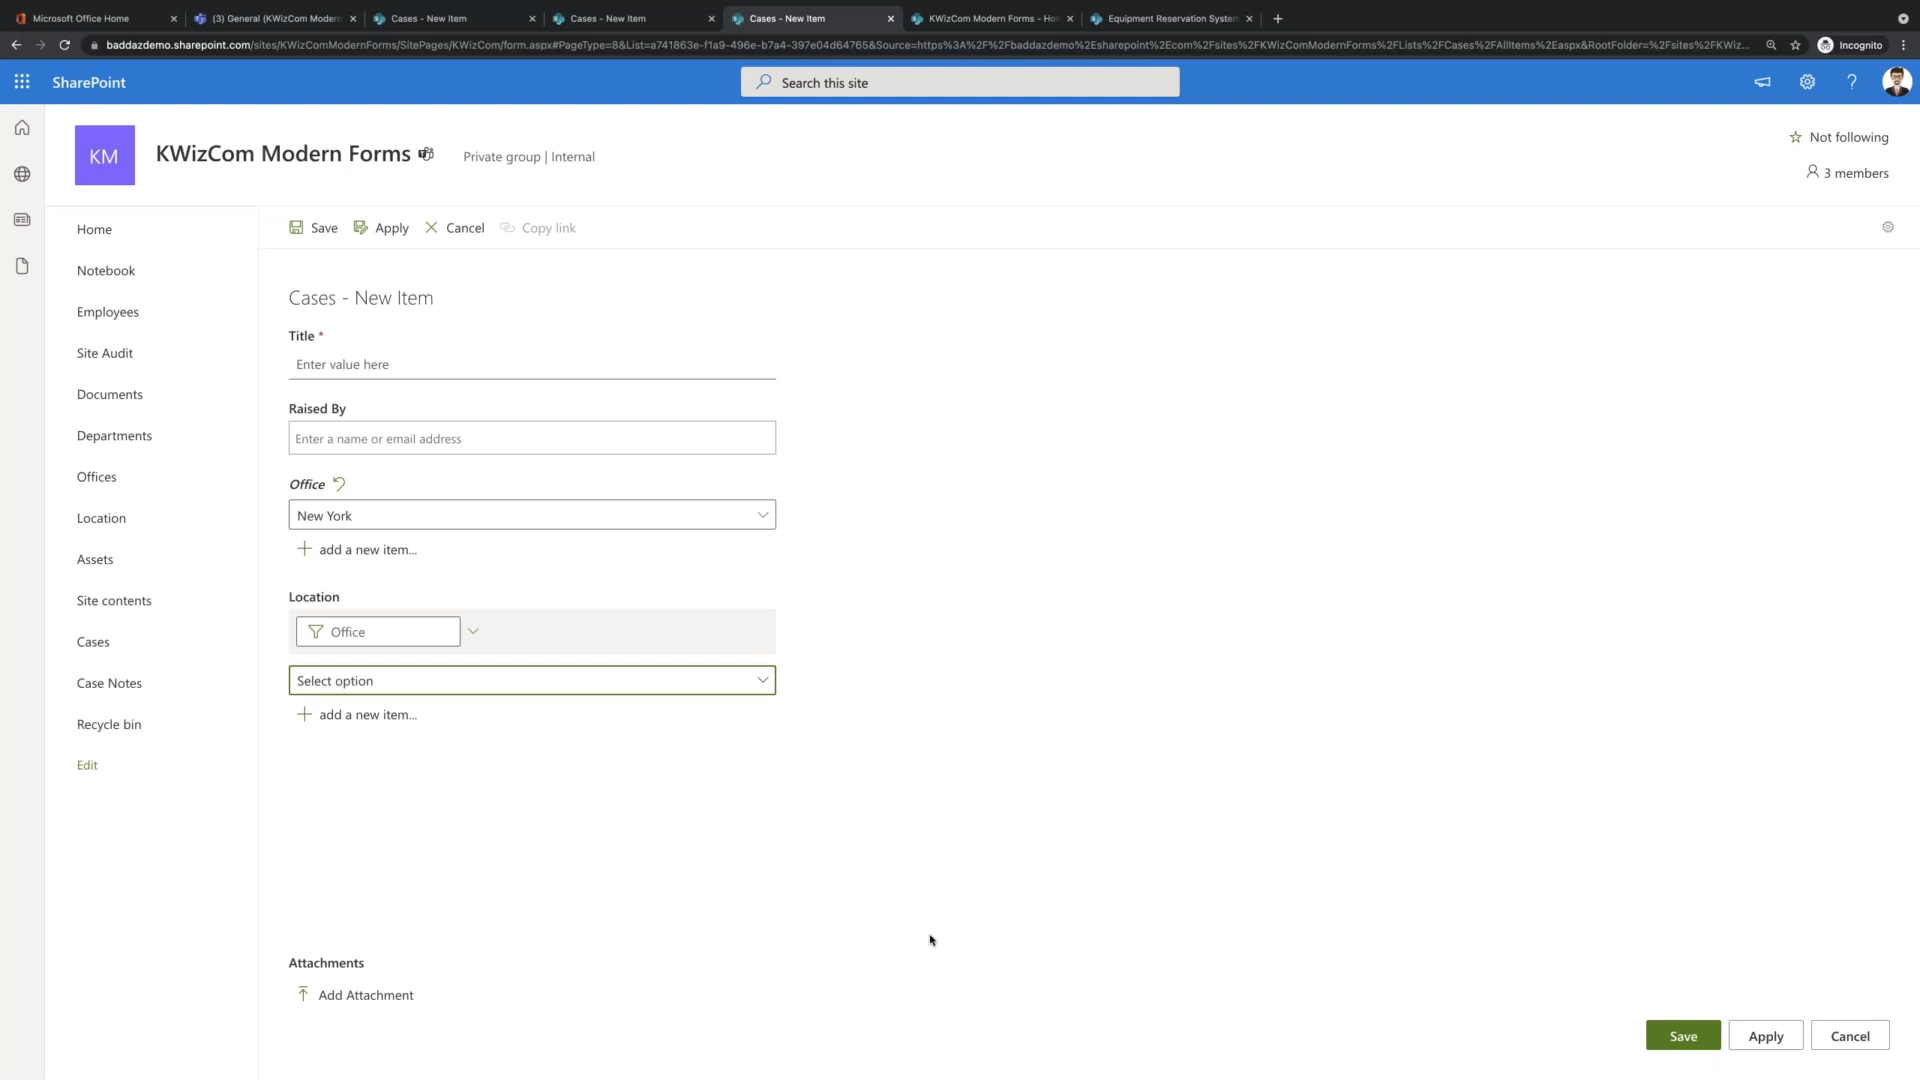 Microsoft Office Home
(3) General (KWizCom Modern
Cases - New Item
Cases - New Item
Cases - New Item
KWizCom Modern Forms - Ho
Equipment Reservation System
baddazdemo.sharepoint.com/sites/KWizComModernForms/SitePages/KWizCom/form.aspx#PageType=8&List=a741863e-f1a9-496e-b7a4-397e04d64765&Source=https%3A%2F%2Fbaddazdemo%2Esharepoint%2Ecom%2Fsites%2FKWizComModernForms%2FLists%2FCases%2FAllItems%2Easpx&RootFolder=%2Fsites%2FKWiz...
Incognito
SharePoint
Search this site
KM
KWizCom Modern Forms
Private group | Internal
Not following
3 members
Home
Notebook
Employees
Site Audit
Documents
Departments
Offices
Location
Assets
Site contents
Cases
Case Notes
Recycle bin
Edit
Save
Apply
Cancel
Copy link
Cases - New Item
Title *
Enter value here
Raised By
Enter a name or email address
Office
New York
add a new item...
Location
Office
Select option
add a new item...
Attachments
Add Attachment
Save
Apply
Cancel